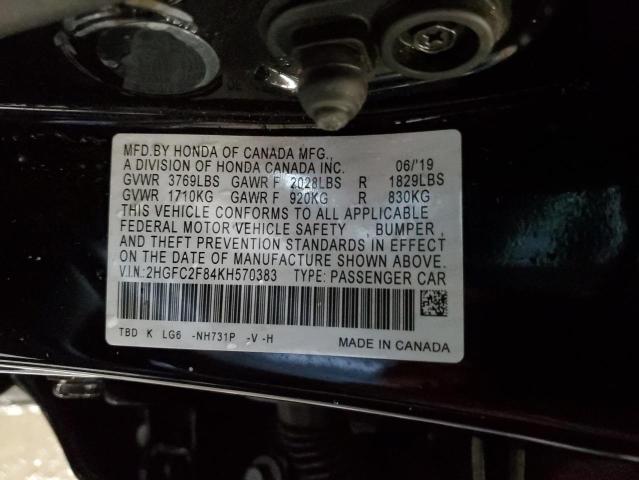 MFD.BY HONDA OF CANADA MFG.,
A DIVISION OF HONDA CANADA INC. 06/'19
GVWR 3769LBS GAWR F 2028LBS R 1829LBS
GVWR 1710KG GAWR F 920KG R 830KG
THIS VEHICLE CONFORMS TO ALL APPLICABLE
FEDERAL MOTOR VEHICLE SAFETY , BUMPER ,
AND THEFT PREVENTION STANDARDS IN EFFECT
ON THE DATE OF MANUFACTURE SHOWN ABOVE.
V.I.N.:2HGFC2F84KH570383 TYPE: PASSENGER CAR
TBD K LG6 -NH731P -V -H MADE IN CANADA